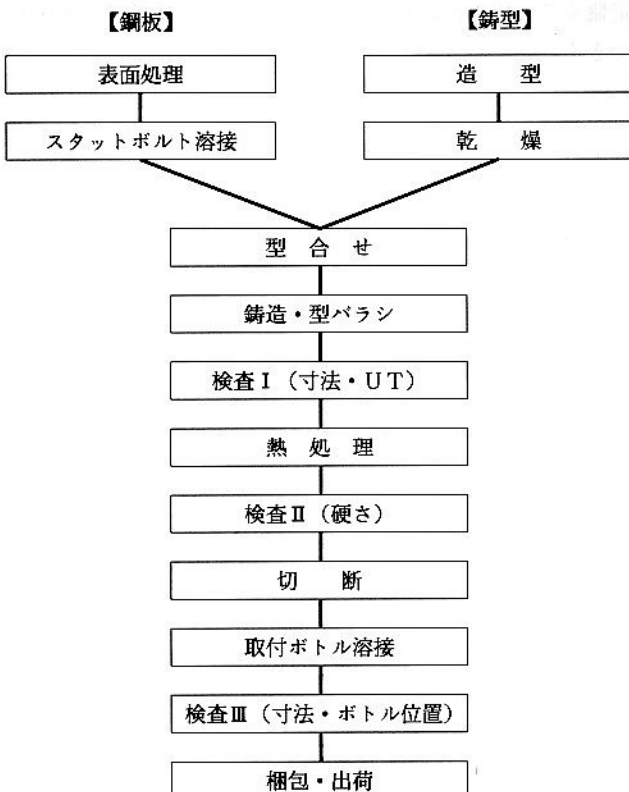 【鋼板】
【鋳型】
表面処理
造 型
スタットボルト溶接
乾 燥
型 合 せ
鋳造・型バラシ
検査Ⅰ(寸法・UT)
熱 処 理
検査Ⅱ(硬さ)
切 断
取付ボトル溶接
検査Ⅲ(寸法・ボトル位置)
梱包・出荷